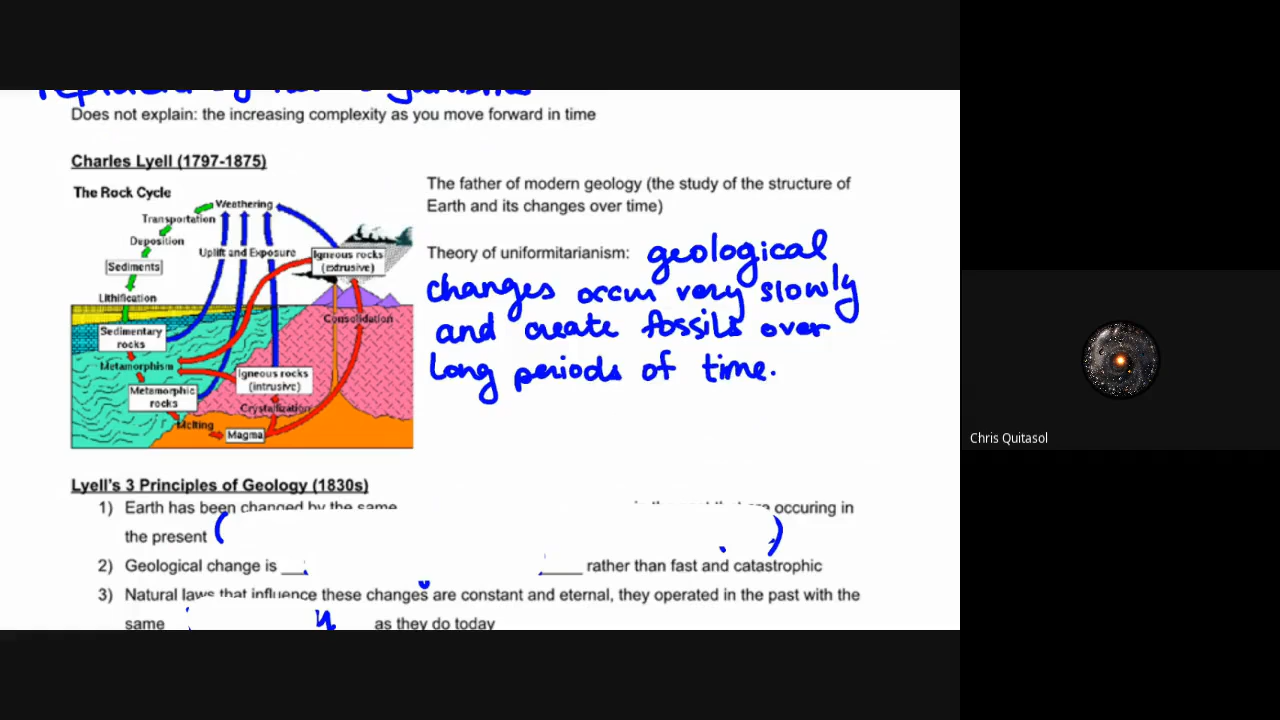 Does not explain: the increasing complexity as you move forward in time
Charles Lyell (1797-1875)
The Rock Cycle
Weathering
Transportation
Deposition
Uplift and Exposure
Igneous rocks
(extrusive)
Sediments
Lithification
Consolidation
Sedimentary
rocks
Metamorphism
Igneous rocks
(intrusive)
Metamorphic
rocks
Crystallization
Melting
Magma
The father of modern geology (the study of the structure of
Earth and its changes over time)
Theory of uniformitarianism: geological
changes occur very slowly
and create fossils over
long periods of time.
Lyell's 3 Principles of Geology (1830s)
1) Earth has been changed by the same occuring in
the present (
)
2) Geological change is rather than fast and catastrophic
3) Natural laws that influence these changes are constant and eternal, they operated in the past with the
same as they do today
Chris Quitasol